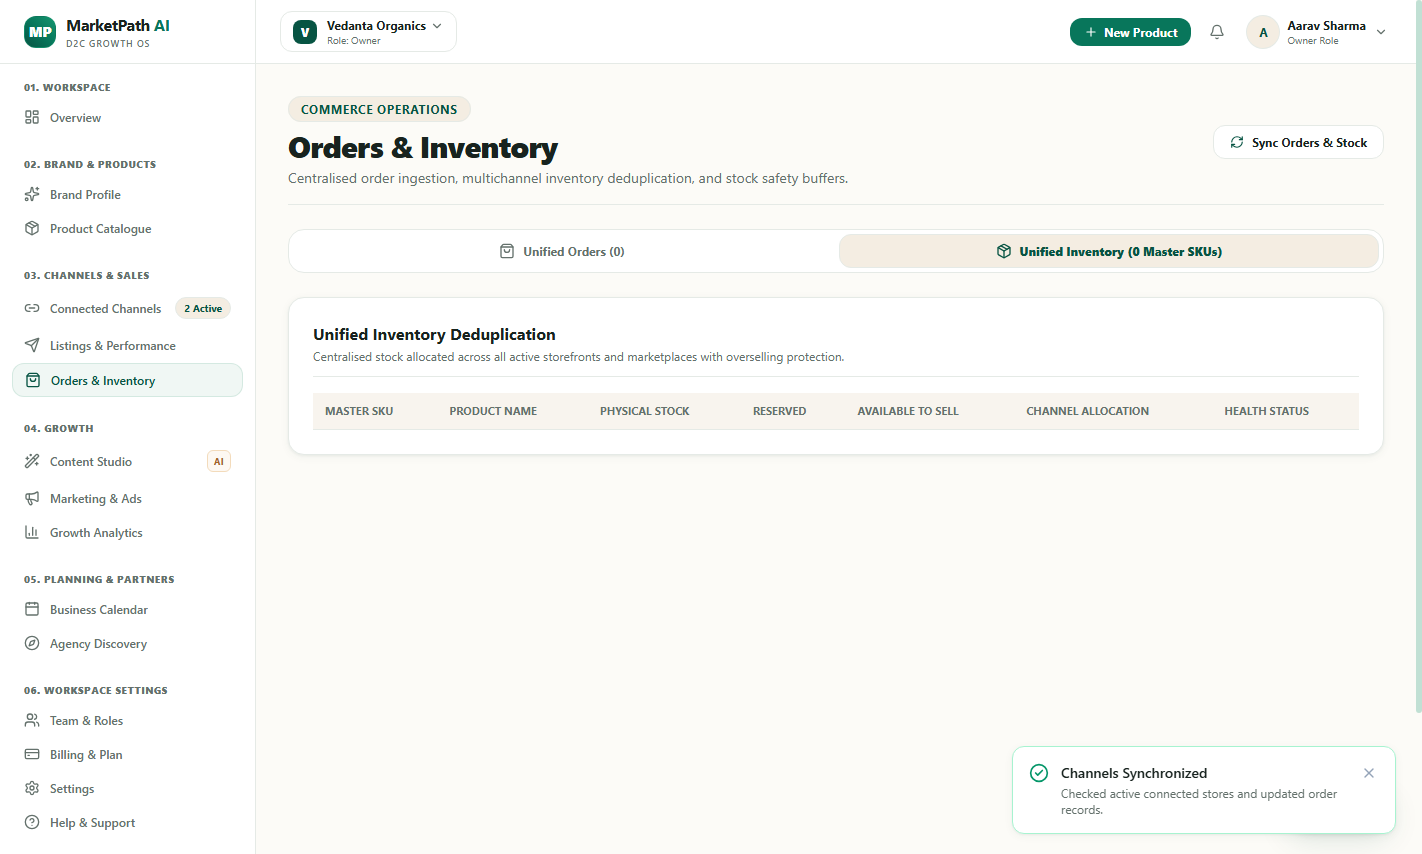 MP
MarketPath AI
D2C GROWTH OS
V
Vedanta Organics
Role: Owner
New Product
A
Aarav Sharma
Owner Role
01. WORKSPACE
Overview
02. BRAND & PRODUCTS
Brand Profile
Product Catalogue
03. CHANNELS & SALES
Connected Channels
2 Active
Listings & Performance
Orders & Inventory
04. GROWTH
Content Studio
AI
Marketing & Ads
Growth Analytics
05. PLANNING & PARTNERS
Business Calendar
Agency Discovery
06. WORKSPACE SETTINGS
Team & Roles
Billing & Plan
Settings
Help & Support
COMMERCE OPERATIONS
Orders & Inventory
Centralised order ingestion, multichannel inventory deduplication, and stock safety buffers.
Sync Orders & Stock
Unified Orders (0)
Unified Inventory (0 Master SKUs)
Unified Inventory Deduplication
Centralised stock allocated across all active storefronts and marketplaces with overselling protection.
MASTER SKU PRODUCT NAME PHYSICAL STOCK RESERVED AVAILABLE TO SELL CHANNEL ALLOCATION HEALTH STATUS
Channels Synchronized
Checked active connected stores and updated order
records.